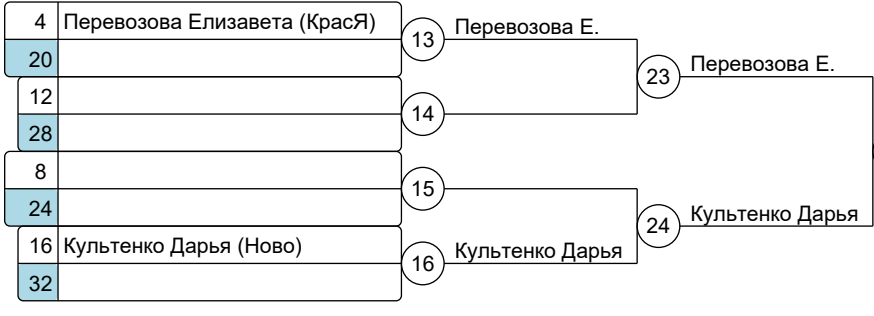 4 Перевозова Елизавета (КрасЯ)
20
13 Перевозова Е.
12
28
14
23 Перевозова Е.
8
24
15
16 Культенко Дарья (Ново)
32
16 Культенко Дарья
24 Культенко Дарья